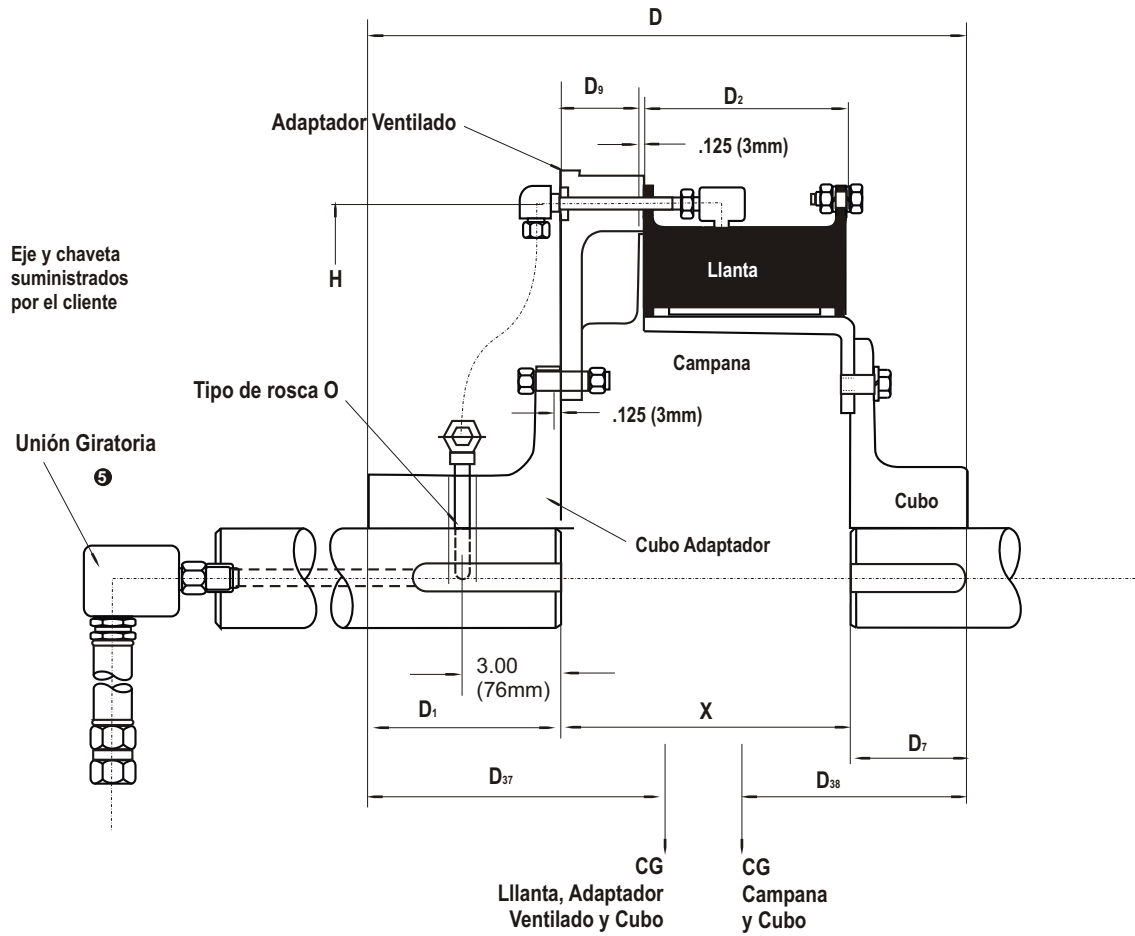 D
D₉
D₂
Adaptador Ventilado
.125 (3mm)
Eje y chaveta
suministrados
por el cliente
H
Llanta
Campana
Tipo de rosca O
.125 (3mm)
Unión Giratoria
❺
Cubo
Cubo Adaptador
3.00
(76mm)
D₁
X
D₇
D₃₇
D₃₈
CG
Lllanta, Adaptador
Ventilado y Cubo
CG
Campana
y Cubo